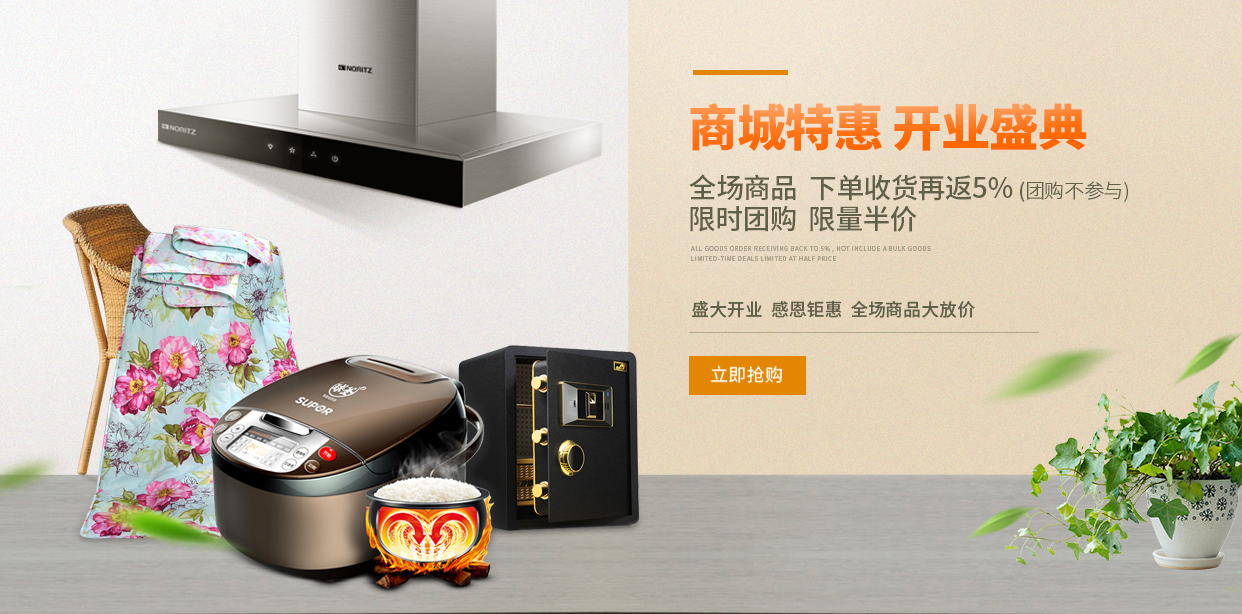 NORITZ
NORITZ
商城特惠 开业盛典
全场商品 下单收货再返5% (团购不参与)
限时团购 限量半价
ALL GOODS ORDER RECEIVING BACK TO 5% , NOT INCLUDE A BULK GOODS
LIMITED-TIME DEALS LIMITED AT HALF PRICE
盛大开业 感恩钜惠 全场商品大放价
立即抢购
SUPOR